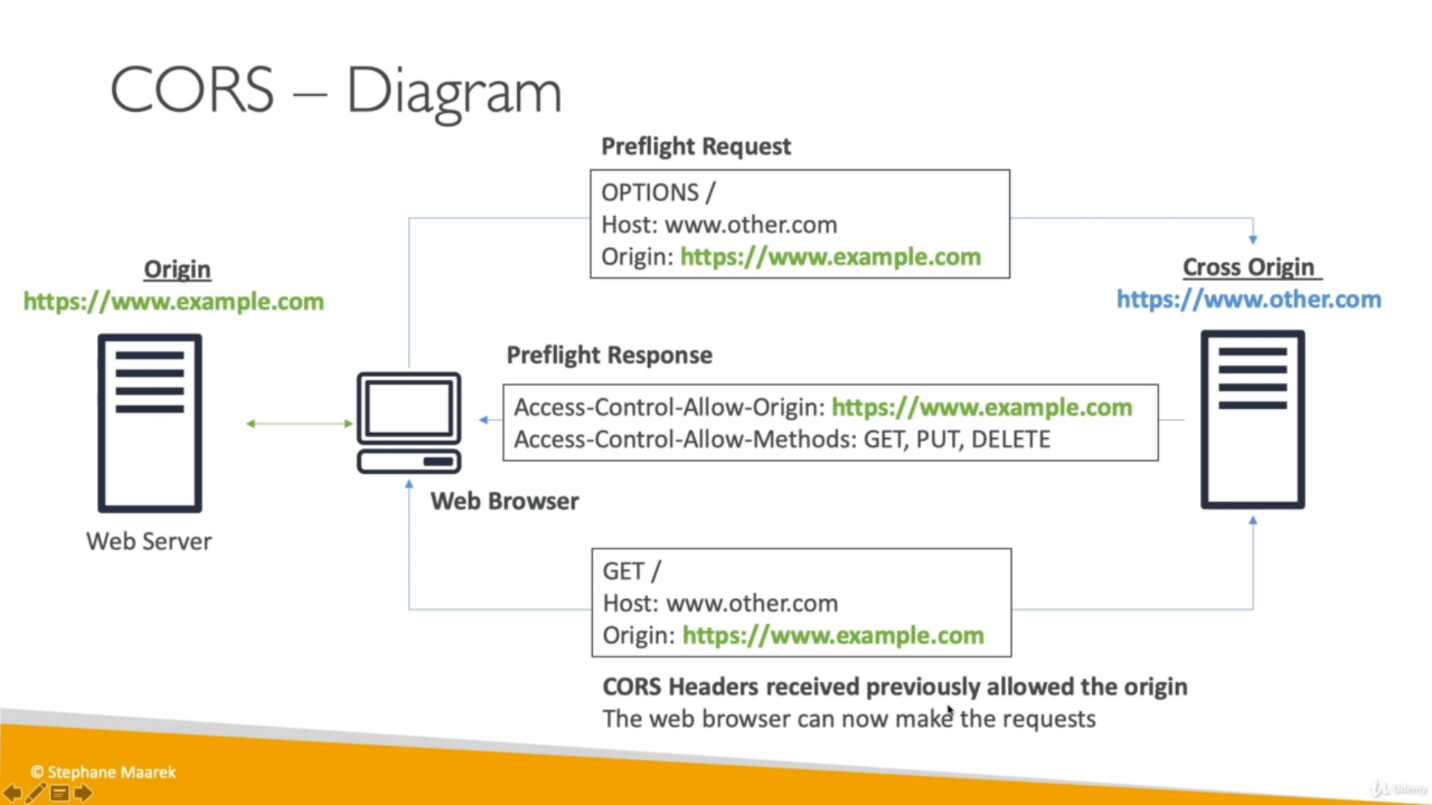 CORS – Diagram
Preflight Request
OPTIONS /
Host: www.other.com
Origin: https://www.example.com
Origin
https://www.example.com
Cross Origin
https://www.other.com
Preflight Response
Access-Control-Allow-Origin: https://www.example.com
Access-Control-Allow-Methods: GET, PUT, DELETE
Web Browser
Web Server
GET /
Host: www.other.com
Origin: https://www.example.com
CORS Headers received previously allowed the origin
The web browser can now make the requests
© Stephane Maarek
Udemy